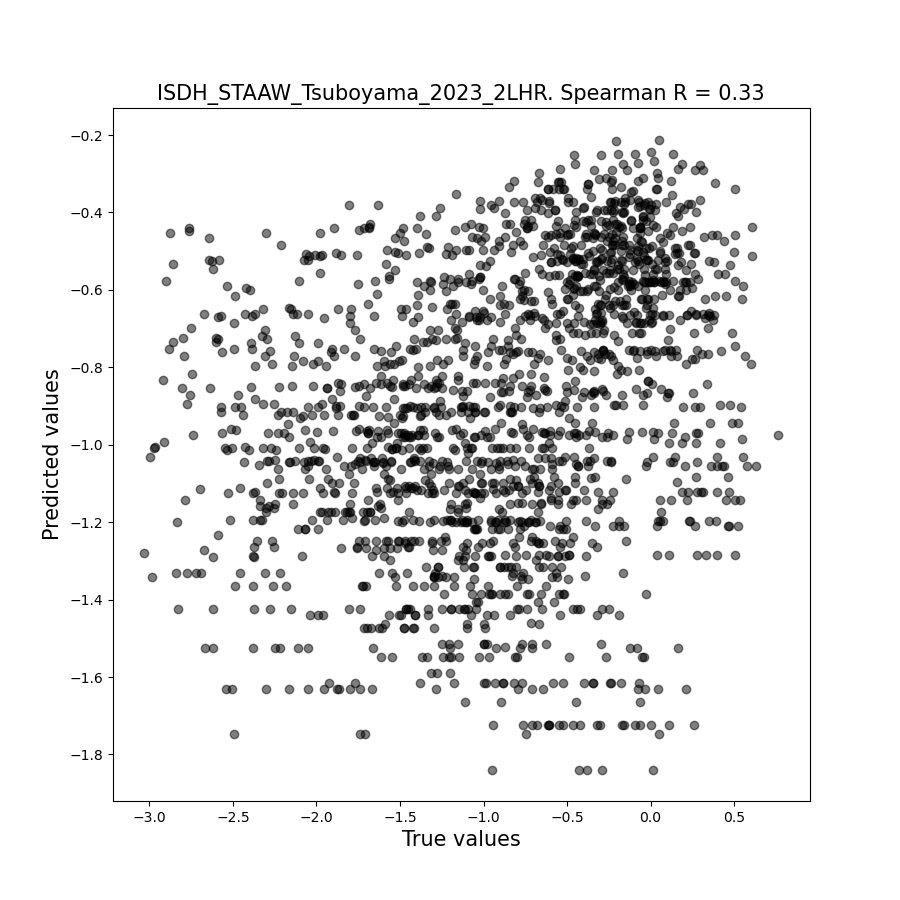 ISDH_STAAW_Tsuboyama_2023_2LHR. Spearman R = 0.33
−0.2
−0.4
−0.6
−0.8
−1.0
−1.2
−1.4
−1.6
−1.8
Predicted values
−3.0 −2.5 −2.0 −1.5 −1.0 −0.5 0.0 0.5
True values